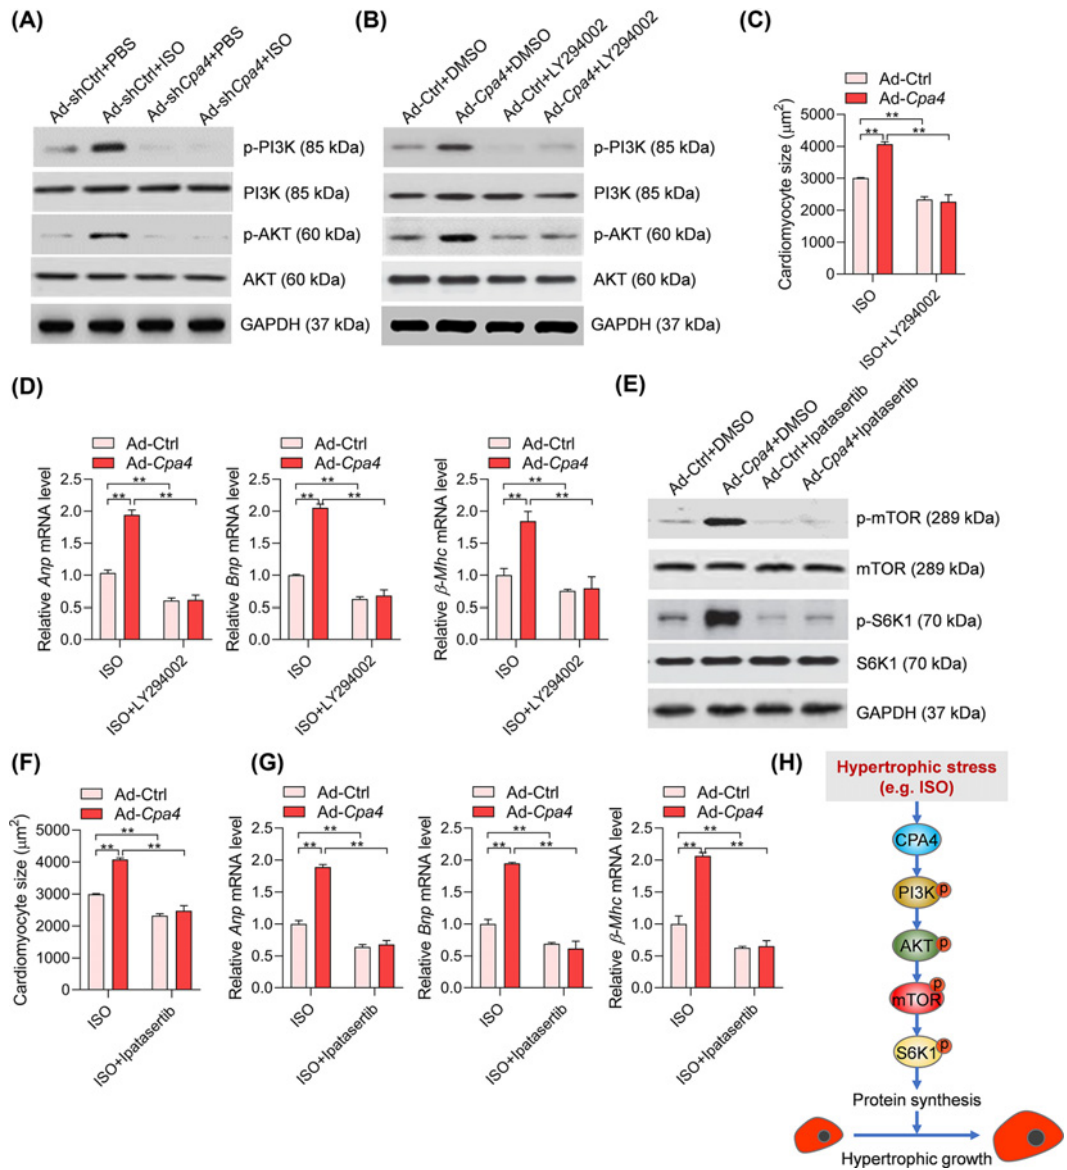 (A)
Ad-shCtrl+PBS
Ad-shCtrl+ISO
Ad-shCpa4+PBS
Ad-shCpa4+ISO
p-PI3K (85 kDa)
PI3K (85 kDa)
p-AKT (60 kDa)
AKT (60 kDa)
GAPDH (37 kDa)
(B)
Ad-Ctrl+DMSO
Ad-Cpa4+DMSO
Ad-Ctrl+LY294002
Ad-Cpa4+LY294002
p-PI3K (85 kDa)
PI3K (85 kDa)
p-AKT (60 kDa)
AKT (60 kDa)
GAPDH (37 kDa)
(C)
Ad-Ctrl
Ad-Cpa4
Cardiomyocyte size (μm²)
5000
4000
3000
2000
1000
0
**
**
**
ISO
ISO+LY294002
(D)
Ad-Ctrl
Ad-Cpa4
Relative Anp mRNA level
2.5
2.0
1.5
1.0
0.5
0.0
**
**
**
ISO
ISO+LY294002
Ad-Ctrl
Ad-Cpa4
Relative Bnp mRNA level
2.5
2.0
1.5
1.0
0.5
0.0
**
**
**
ISO
ISO+LY294002
Ad-Ctrl
Ad-Cpa4
Relative β-Mhc mRNA level
2.5
2.0
1.5
1.0
0.5
0.0
**
**
**
ISO
ISO+LY294002
(E)
Ad-Ctrl+DMSO
Ad-Cpa4+DMSO
Ad-Ctrl+Ipatasertib
Ad-Cpa4+Ipatasertib
p-mTOR (289 kDa)
mTOR (289 kDa)
p-S6K1 (70 kDa)
S6K1 (70 kDa)
GAPDH (37 kDa)
(F)
Ad-Ctrl
Ad-Cpa4
Cardiomyocyte size (μm²)
5000
4000
3000
2000
1000
0
**
**
**
ISO
ISO+Ipatasertib
(G)
Ad-Ctrl
Ad-Cpa4
Relative Anp mRNA level
2.5
2.0
1.5
1.0
0.5
0.0
**
**
**
ISO
ISO+Ipatasertib
Ad-Ctrl
Ad-Cpa4
Relative Bnp mRNA level
2.5
2.0
1.5
1.0
0.5
0.0
**
**
**
ISO
ISO+Ipatasertib
Ad-Ctrl
Ad-Cpa4
Relative β-Mhc mRNA level
2.5
2.0
1.5
1.0
0.5
0.0
**
**
**
ISO
ISO+Ipatasertib
(H)
Hypertrophic stress
(e.g. ISO)
CPA4
PI3K p
AKT p
mTOR p
S6K1 p
Protein synthesis
Hypertrophic growth